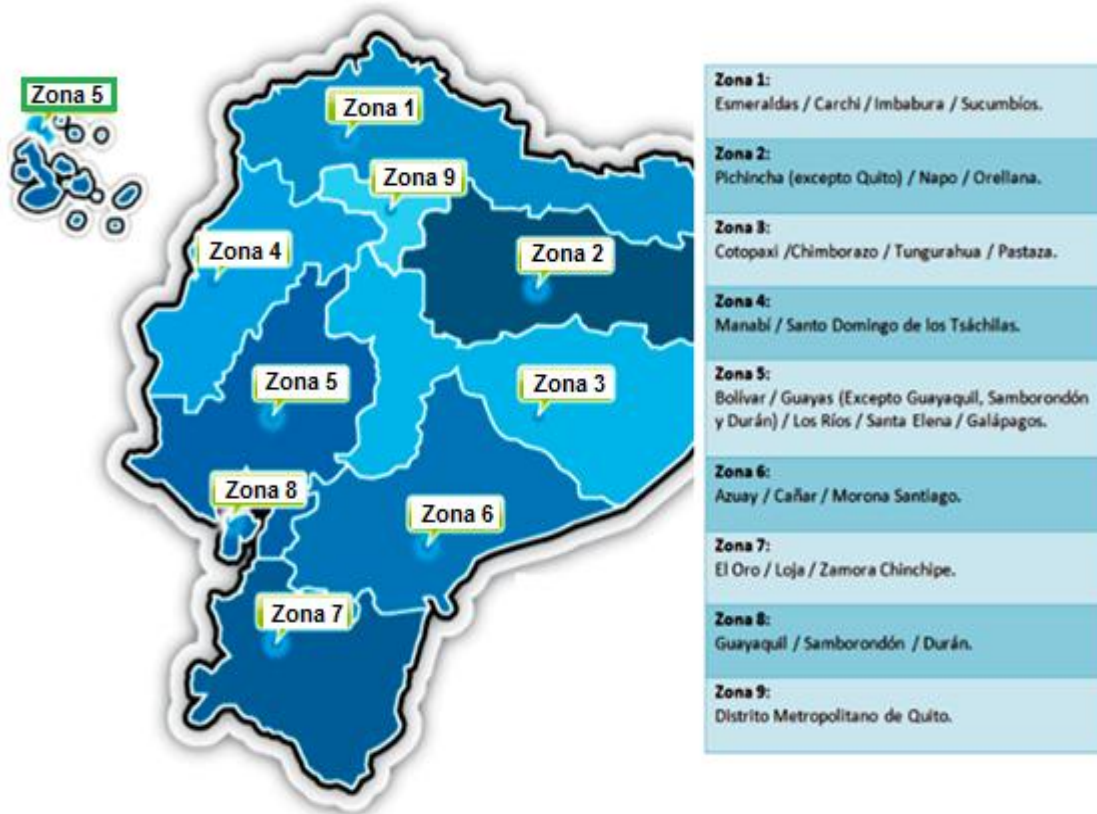 Zona 5
Zona 1
Zona 9
Zona 4
Zona 2
Zona 5
Zona 3
Zona 8
Zona 6
Zona 7
Zona 1:
Esmeraldas / Carchi / Imbabura / Sucumbíos.
Zona 2:
Pichincha (excepto Quito) / Napo / Orellana.
Zona 3:
Cotopaxi /Chimborazo / Tungurahua / Pastaza.
Zona 4:
Manabí / Santo Domingo de los Tsáchilas.
Zona 5:
Bolívar / Guayas (Excepto Guayaquil, Samborondón
y Durán) / Los Ríos / Santa Elena / Galápagos.
Zona 6:
Azuay / Cañar / Morona Santiago.
Zona 7:
El Oro / Loja / Zamora Chinchipe.
Zona 8:
Guayaquil / Samborondón / Durán.
Zona 9:
Distrito Metropolitano de Quito.